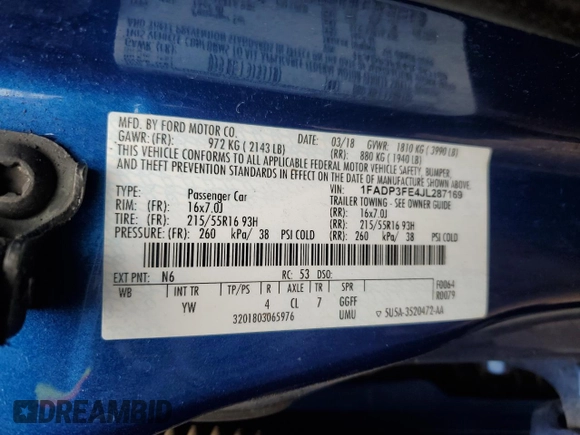 MFD. BY FORD MOTOR CO. 03/18 GVWR: 1810 KG ( 3990 LB)
GAWR: (FR): 972 KG ( 2143 LB) (RR): 880 KG ( 1940 LB)
THIS VEHICLE CONFORMS TO ALL APPLICABLE FEDERAL MOTOR VEHICLE SAFETY, BUMPER,
AND THEFT PREVENTION STANDARDS IN EFFECT ON THE DATE OF MANUFACTURE SHOWN ABOVE.
VIN: 1FADP3FE4JL287169
TYPE: Passenger Car TRAILER TOWING - SEE OWNER GUIDE
RIM: (FR): 16x7.0J (RR): 16x7.0J
TIRE: (FR): 215/55R16 93H (RR): 215/55R16 93H
PRESSURE: (FR): 260 kPa/ 38 PSI COLD (RR): 260 kPa/ 38 PSI COLD
EXT PNT: N6 RC: 53 DSO: F0064
WB INT TR TP/PS R AXLE TR SPR R0079
YW 4 CL 7 GGFF
3201803065976 UMU ▽ 5U5A-3520472-AA
DREAMBID